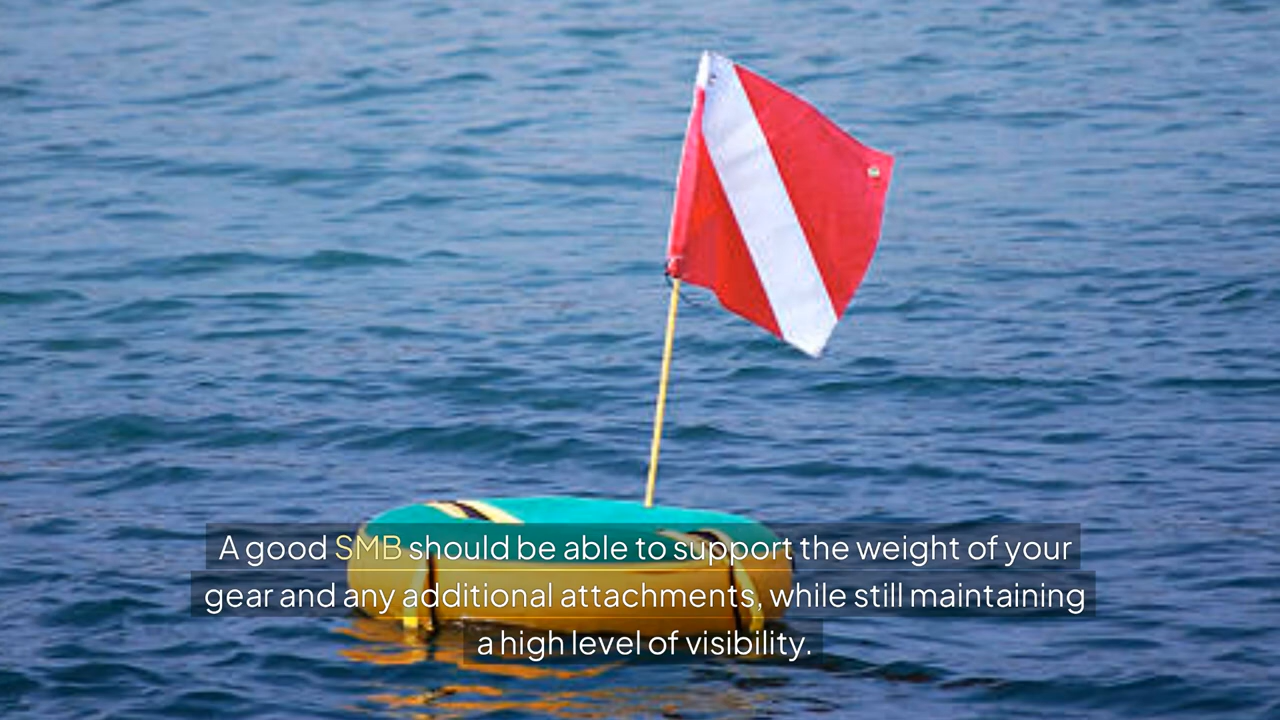 A good SMB should be able to support the weight of your
gear and any additional attachments, while still maintaining
a high level of visibility.